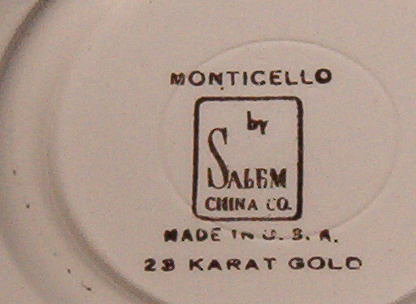 MONTICELLO
by
SALEM
CHINA CO.
MADE IN U. S. A.
23 KARAT GOLD